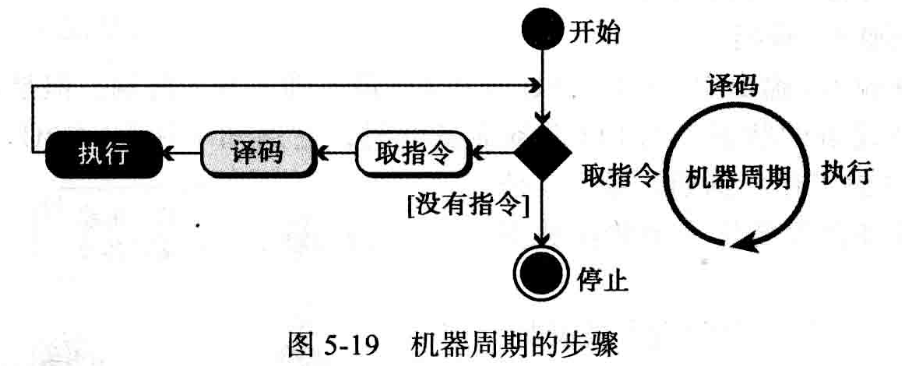 开始
译码
执行
译码
取指令
取指令
机器周期
执行
[没有指令]
停止
图 5-19 机器周期的步骤